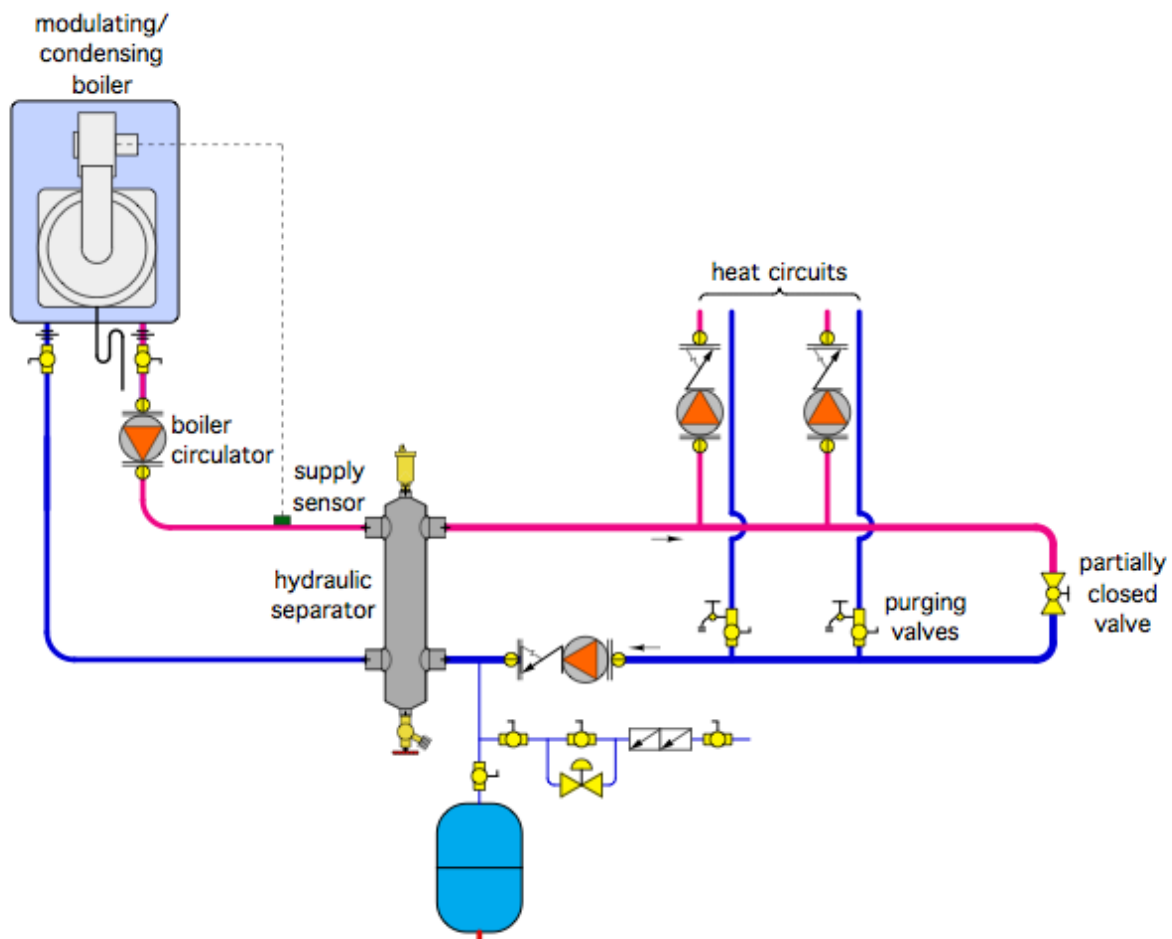 modulating/
condensing
boiler
heat circuits
boiler
circulator
supply
sensor
hydraulic
separator
purging
valves
partially
closed
valve